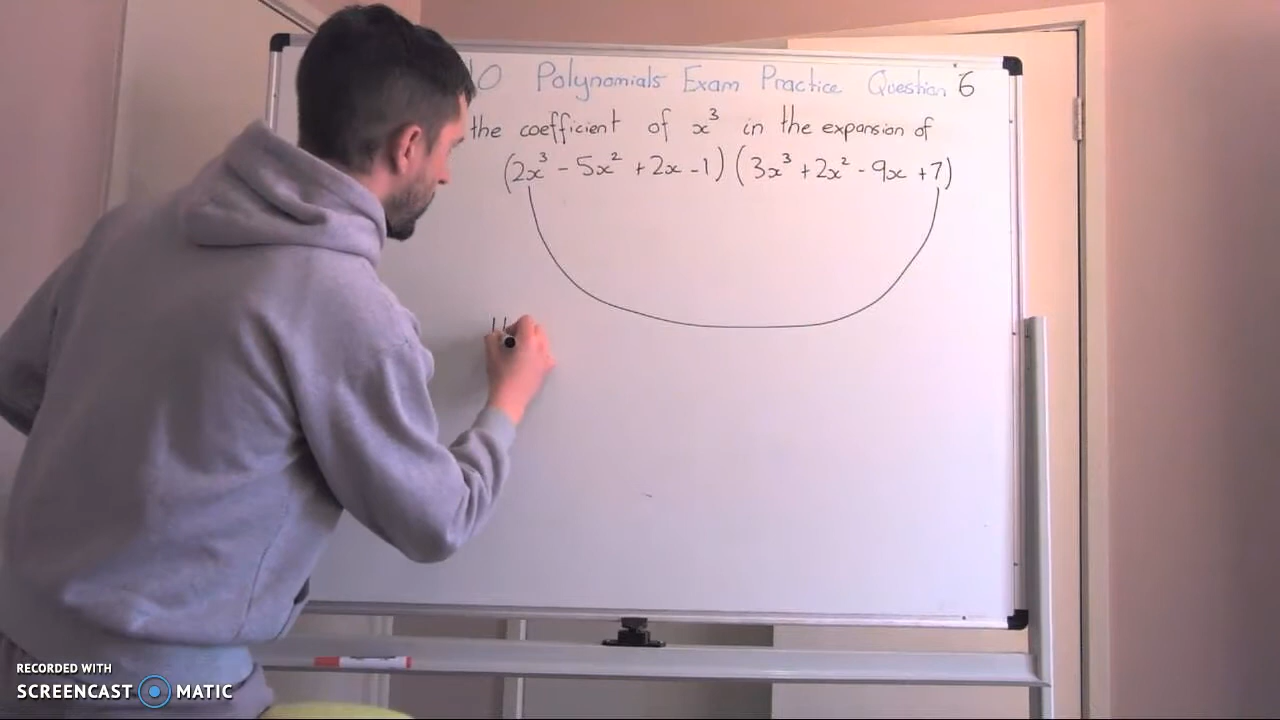 10 Polynomials Exam Practice Question 6
the coefficient of x³ in the expansion of
(2x³ - 5x² + 2x - 1) (3x³ + 2x² - 9x + 7)
RECORDED WITH
SCREENCAST MATIC